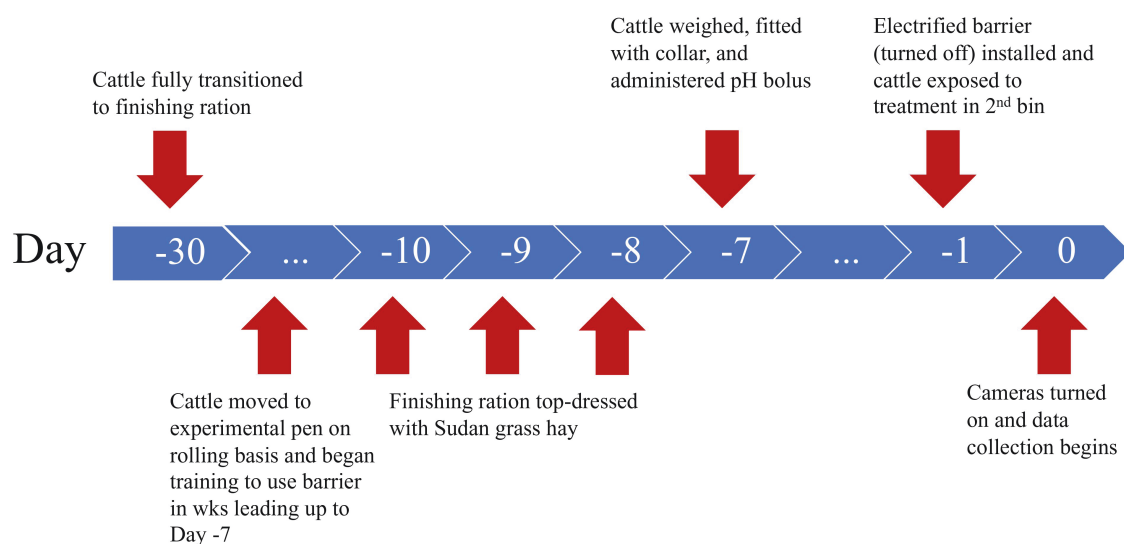 Cattle fully transitioned
to finishing ration
Cattle weighed, fitted
with collar, and
administered pH bolus
Electrified barrier
(turned off) installed and
cattle exposed to
treatment in 2nd bin
Day
-30
...
-10
-9
-8
-7
...
-1
0
Cattle moved to
experimental pen on
rolling basis and began
training to use barrier
in wks leading up to
Day -7
Finishing ration top-dressed
with Sudan grass hay
Cameras turned
on and data
collection begins